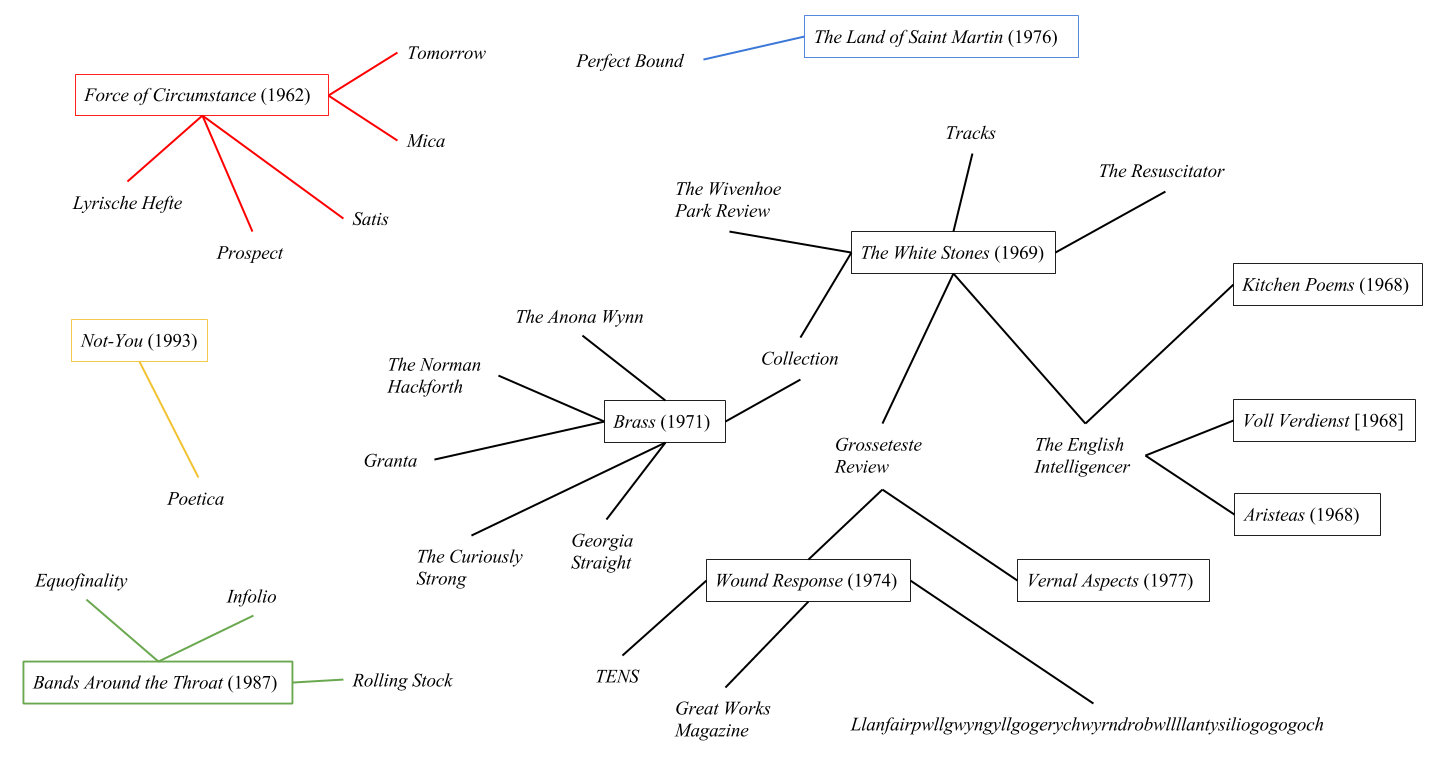 The Land of Saint Martin (1976)
Tomorrow
Perfect Bound
Force of Circumstance (1962)
Tracks
Mica
The Resuscitator
The Wivenhoe
Park Review
Lyrische Hefte
Satis
Prospect
The White Stones (1969)
Kitchen Poems (1968)
The Anona Wynn
Not-You (1993)
Collection
The Norman
Hackforth
Brass (1971)
Voll Verdienst [1968]
Granta
Grosseteste
Review
The English
Intelligencer
Poetica
Aristeas (1968)
Georgia
Straight
The Curiously
Strong
Equofinality
Infolio
Wound Response (1974)
Vernal Aspects (1977)
Bands Around the Throat (1987)
Rolling Stock
TENS
Great Works
Magazine
Llanfairpwllgwyngyllgogerychwyrndrobwllllantysiliogogogoch